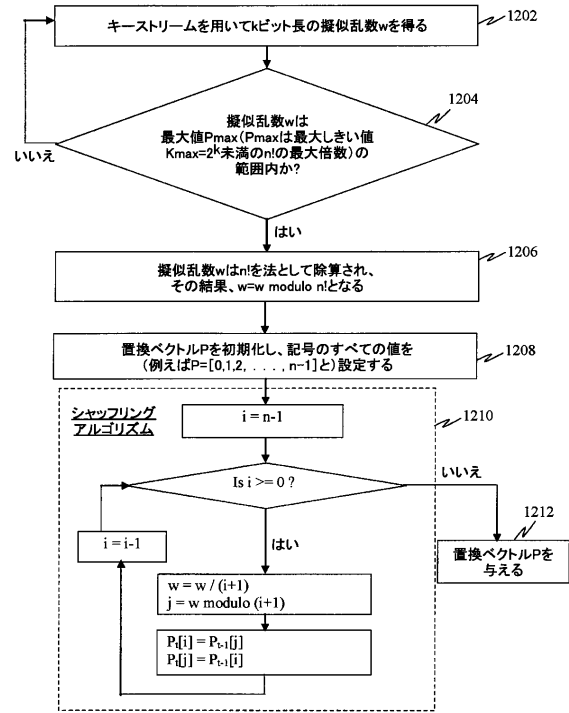 キーストリームを用いてkビット長の擬似乱数wを得る
1202
擬似乱数wは
最大値Pmax(Pmaxは最大しきい値
Kmax=2^k未満のn!の最大倍数)の
範囲内か?
1204
いいえ
はい
擬似乱数wはn!を法として除算され、
その結果、w=w modulo n!となる
1206
置換ベクトルPを初期化し、記号のすべての値を
(例えばP=[0,1,2, . . . . , n-1]と)設定する
1208
シャッフリング
アルゴリズム
1210
i = n-1
Is i >= 0 ?
いいえ
はい
i = i-1
1212
置換ベクトルPを
与える
w = w / (i+1)
j = w modulo (i+1)
Pt[i] = Pt-1[j]
Pt[j] = Pt-1[i]